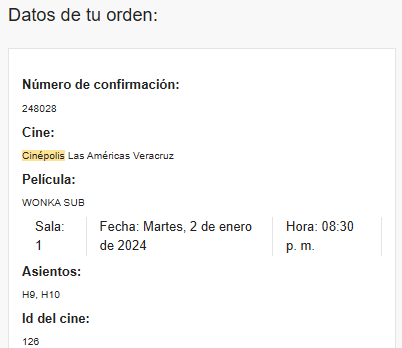 Datos de tu orden:
Número de confirmación:
248028
Cine:
Cinépolis Las Américas Veracruz
Película:
WONKA SUB
Sala: 1
Fecha: Martes, 2 de enero de 2024
Hora: 08:30 p. m.
Asientos:
H9, H10
Id del cine:
126